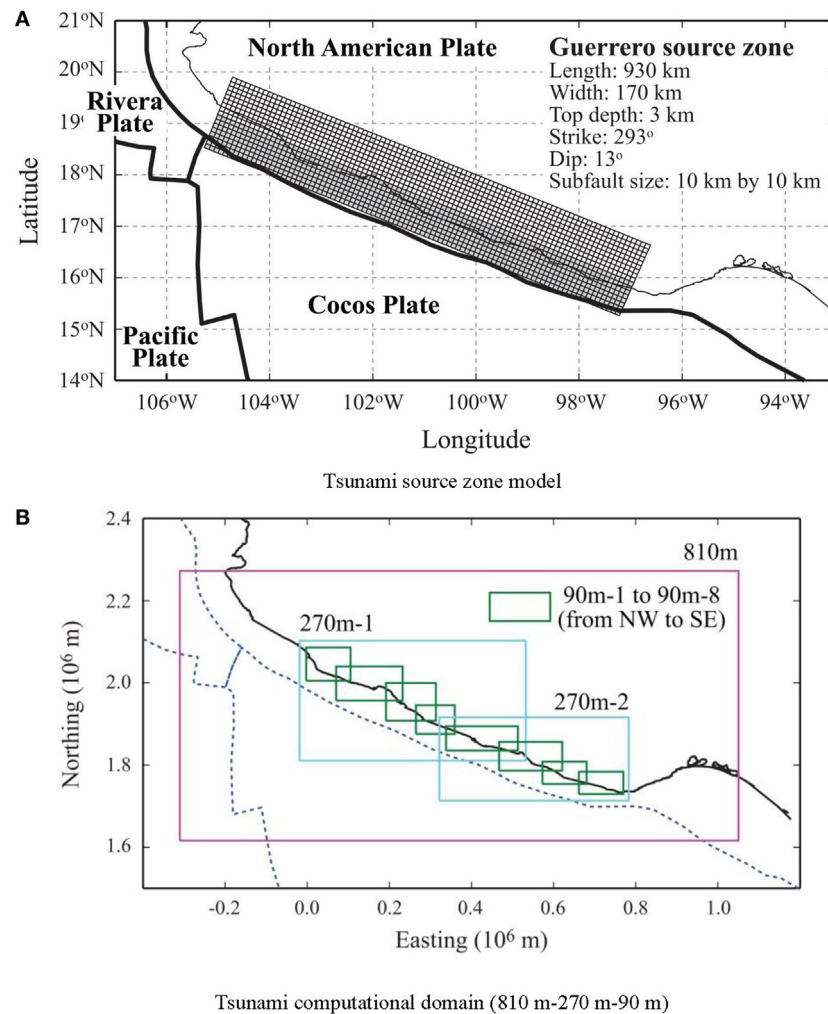 A
21°N
20°N
19°
18°N
17°N
16°N
15°N
14°N
Latitude
North American Plate
Rivera
Plate
Cocos Plate
Pacific
Plate
Guerrero source zone
Length: 930 km
Width: 170 km
Top depth: 3 km
Strike: 293°
Dip: 13°
Subfault size: 10 km by 10 km
106°W 104°W 102°W 100°W 98°W 96°W 94°W
Longitude
Tsunami source zone model
B
2.4
2.2
2.0
1.8
1.6
Northing (10⁶ m)
810m
90m-1 to 90m-8
(from NW to SE)
270m-1
270m-2
-0.2 0.0 0.2 0.4 0.6 0.8 1.0
Easting (10⁶ m)
Tsunami computational domain (810 m-270 m-90 m)